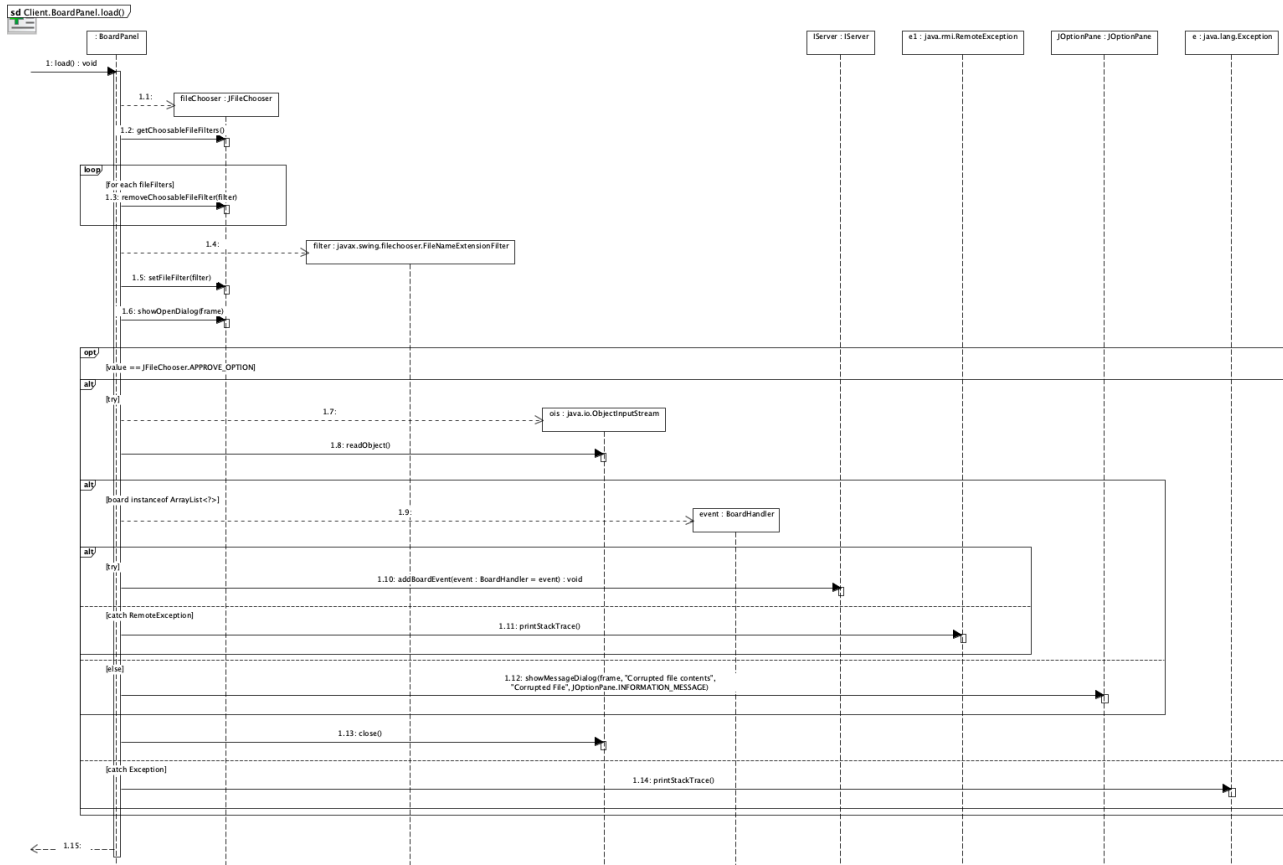 sd Client.BoardPanel.load()
: BoardPanel
IServer : IServer
e1 : java.rmi.RemoteException
JOptionPane : JOptionPane
e : java.lang.Exception
1: load() : void
1.1:
fileChooser : JFileChooser
1.2: getChoosableFileFilters()
loop
[for each fileFilters]
1.3: removeChoosableFileFilter(filter)
1.4:
filter : javax.swing.filechooser.FileNameExtensionFilter
1.5: setFileFilter(filter)
1.6: showOpenDialog(frame)
opt
[value == JFileChooser.APPROVE_OPTION]
alt
[try]
1.7:
ois : java.io.ObjectInputStream
1.8: readObject()
alt
[board instanceof ArrayList<?>]
1.9:
event : BoardHandler
alt
[try]
1.10: addBoardEvent(event : BoardHandler = event) : void
[catch RemoteException]
1.11: printStackTrace()
[else]
1.12: showMessageDialog(frame, "Corrupted file contents",
"Corrupted File", JOptionPane.INFORMATION_MESSAGE)
1.13: close()
[catch Exception]
1.14: printStackTrace()
1.15: